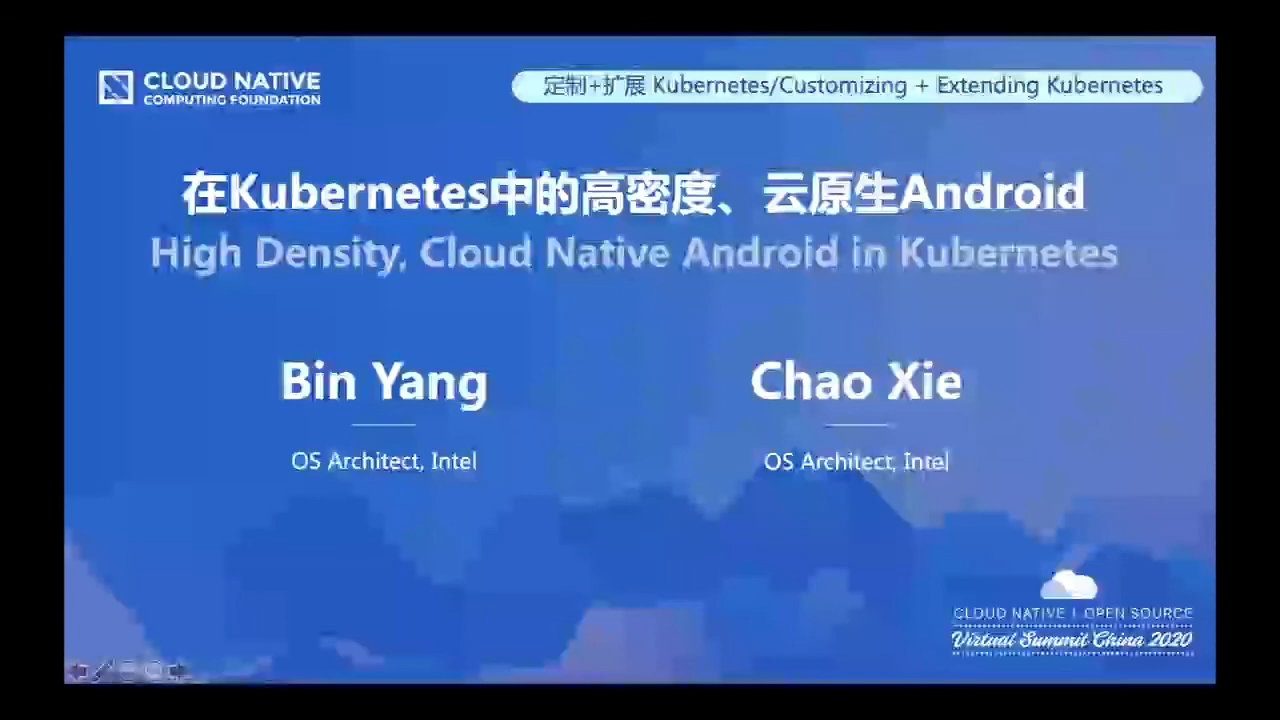 CLOUD NATIVE
COMPUTING FOUNDATION
定制+扩展 Kubernetes/Customizing + Extending Kubernetes
在Kubernetes中的高密度、云原生Android
High Density, Cloud Native Android in Kubernetes
Bin Yang
Chao Xie
OS Architect, Intel
OS Architect, Intel
CLOUD NATIVE | OPEN SOURCE
Virtual Summit China 2020